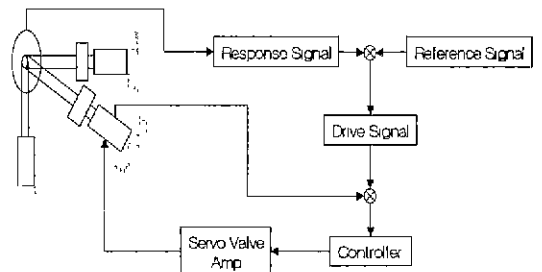 Response Signal
Reference Signal
Drive Signal
Servo Valve
Amp
Controller